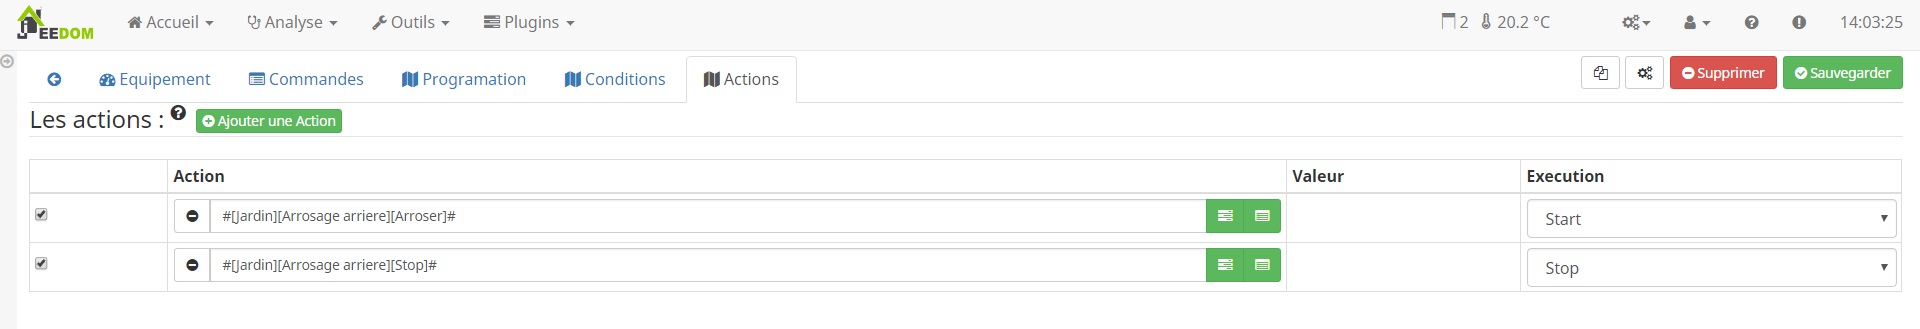 EEDOM Accueil Analyse Outils Plugins 2 20.2 °C 14:03:25
Equipement Commandes Programation Conditions Actions Supprimer Sauvegarder
Les actions : Ajouter une Action
Action Valeur Execution
#[Jardin][Arrosage arriere][Arroser]# Start
#[Jardin][Arrosage arriere][Stop]# Stop